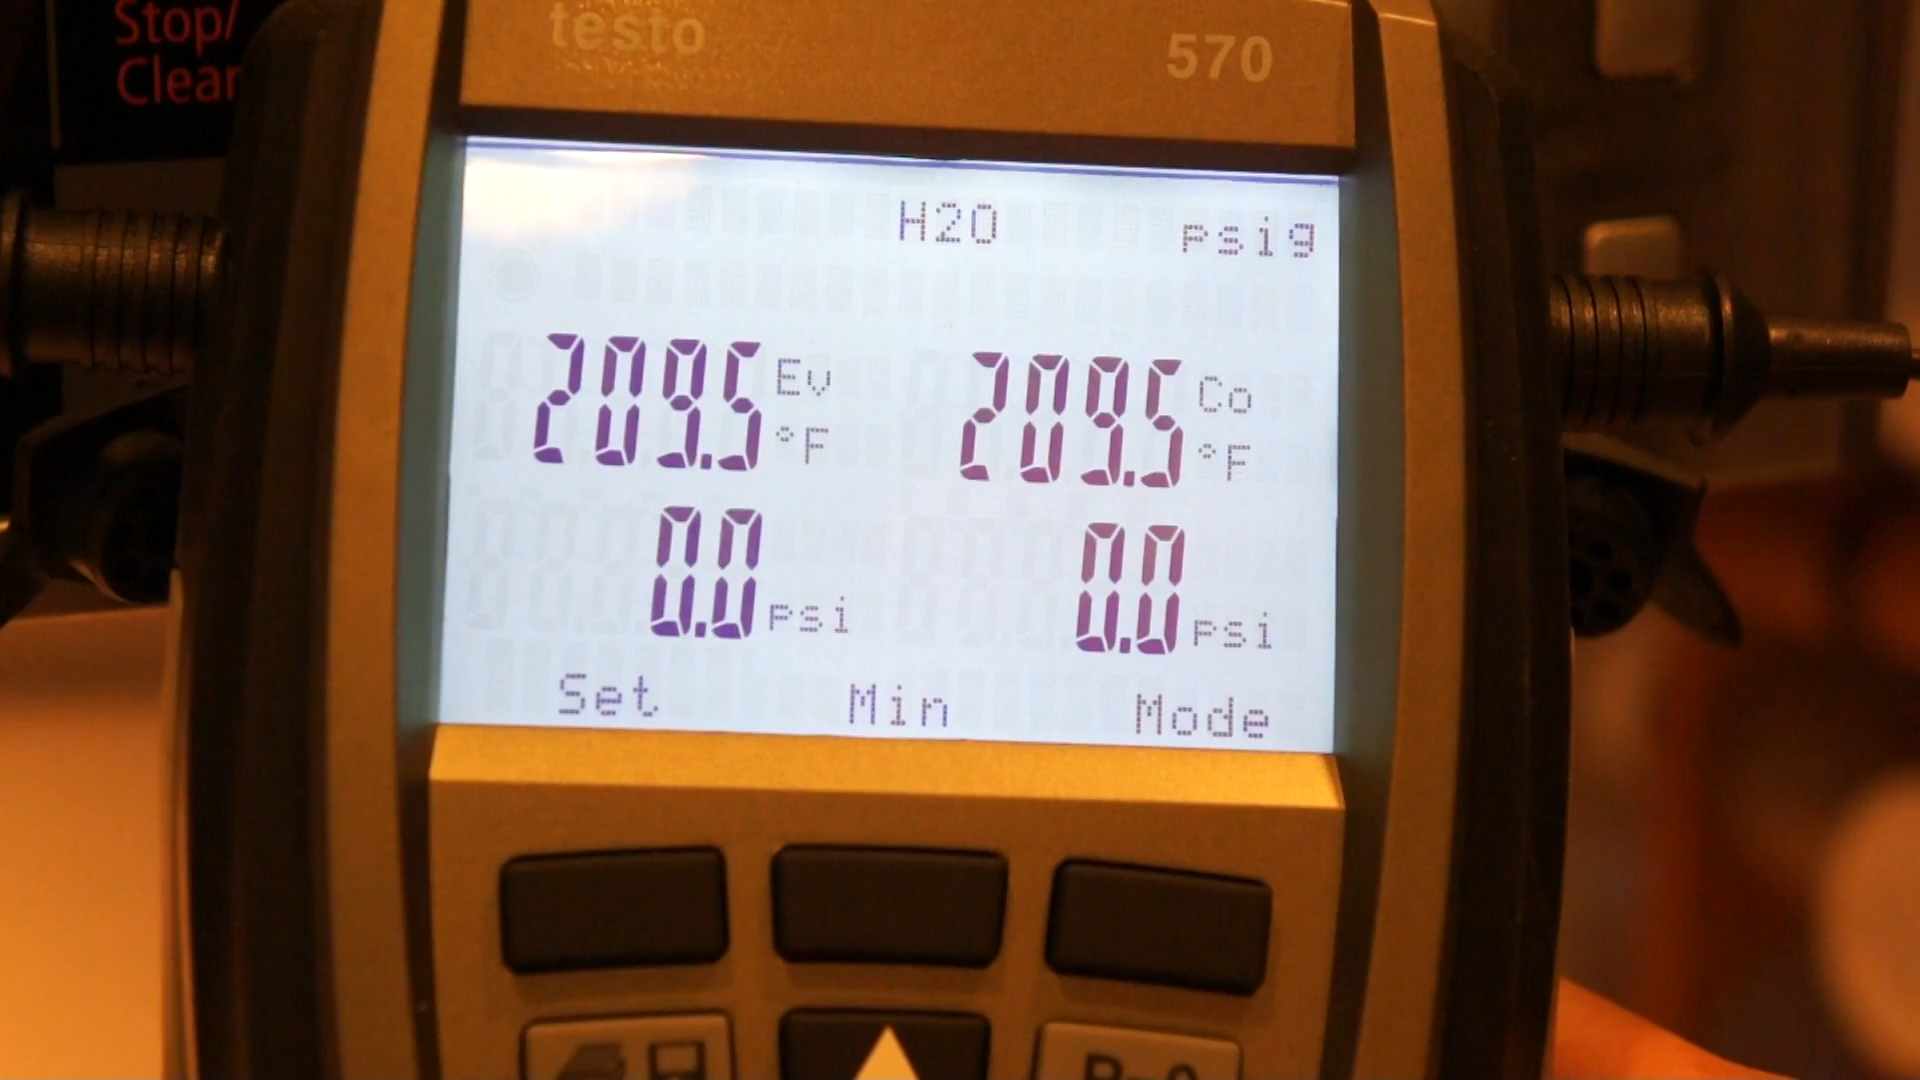 Stop/
Clear
testo
570
H2O psig
209.5 Ev °F 209.5 Co °F
0.0 psi 0.0 psi
Set Min Mode